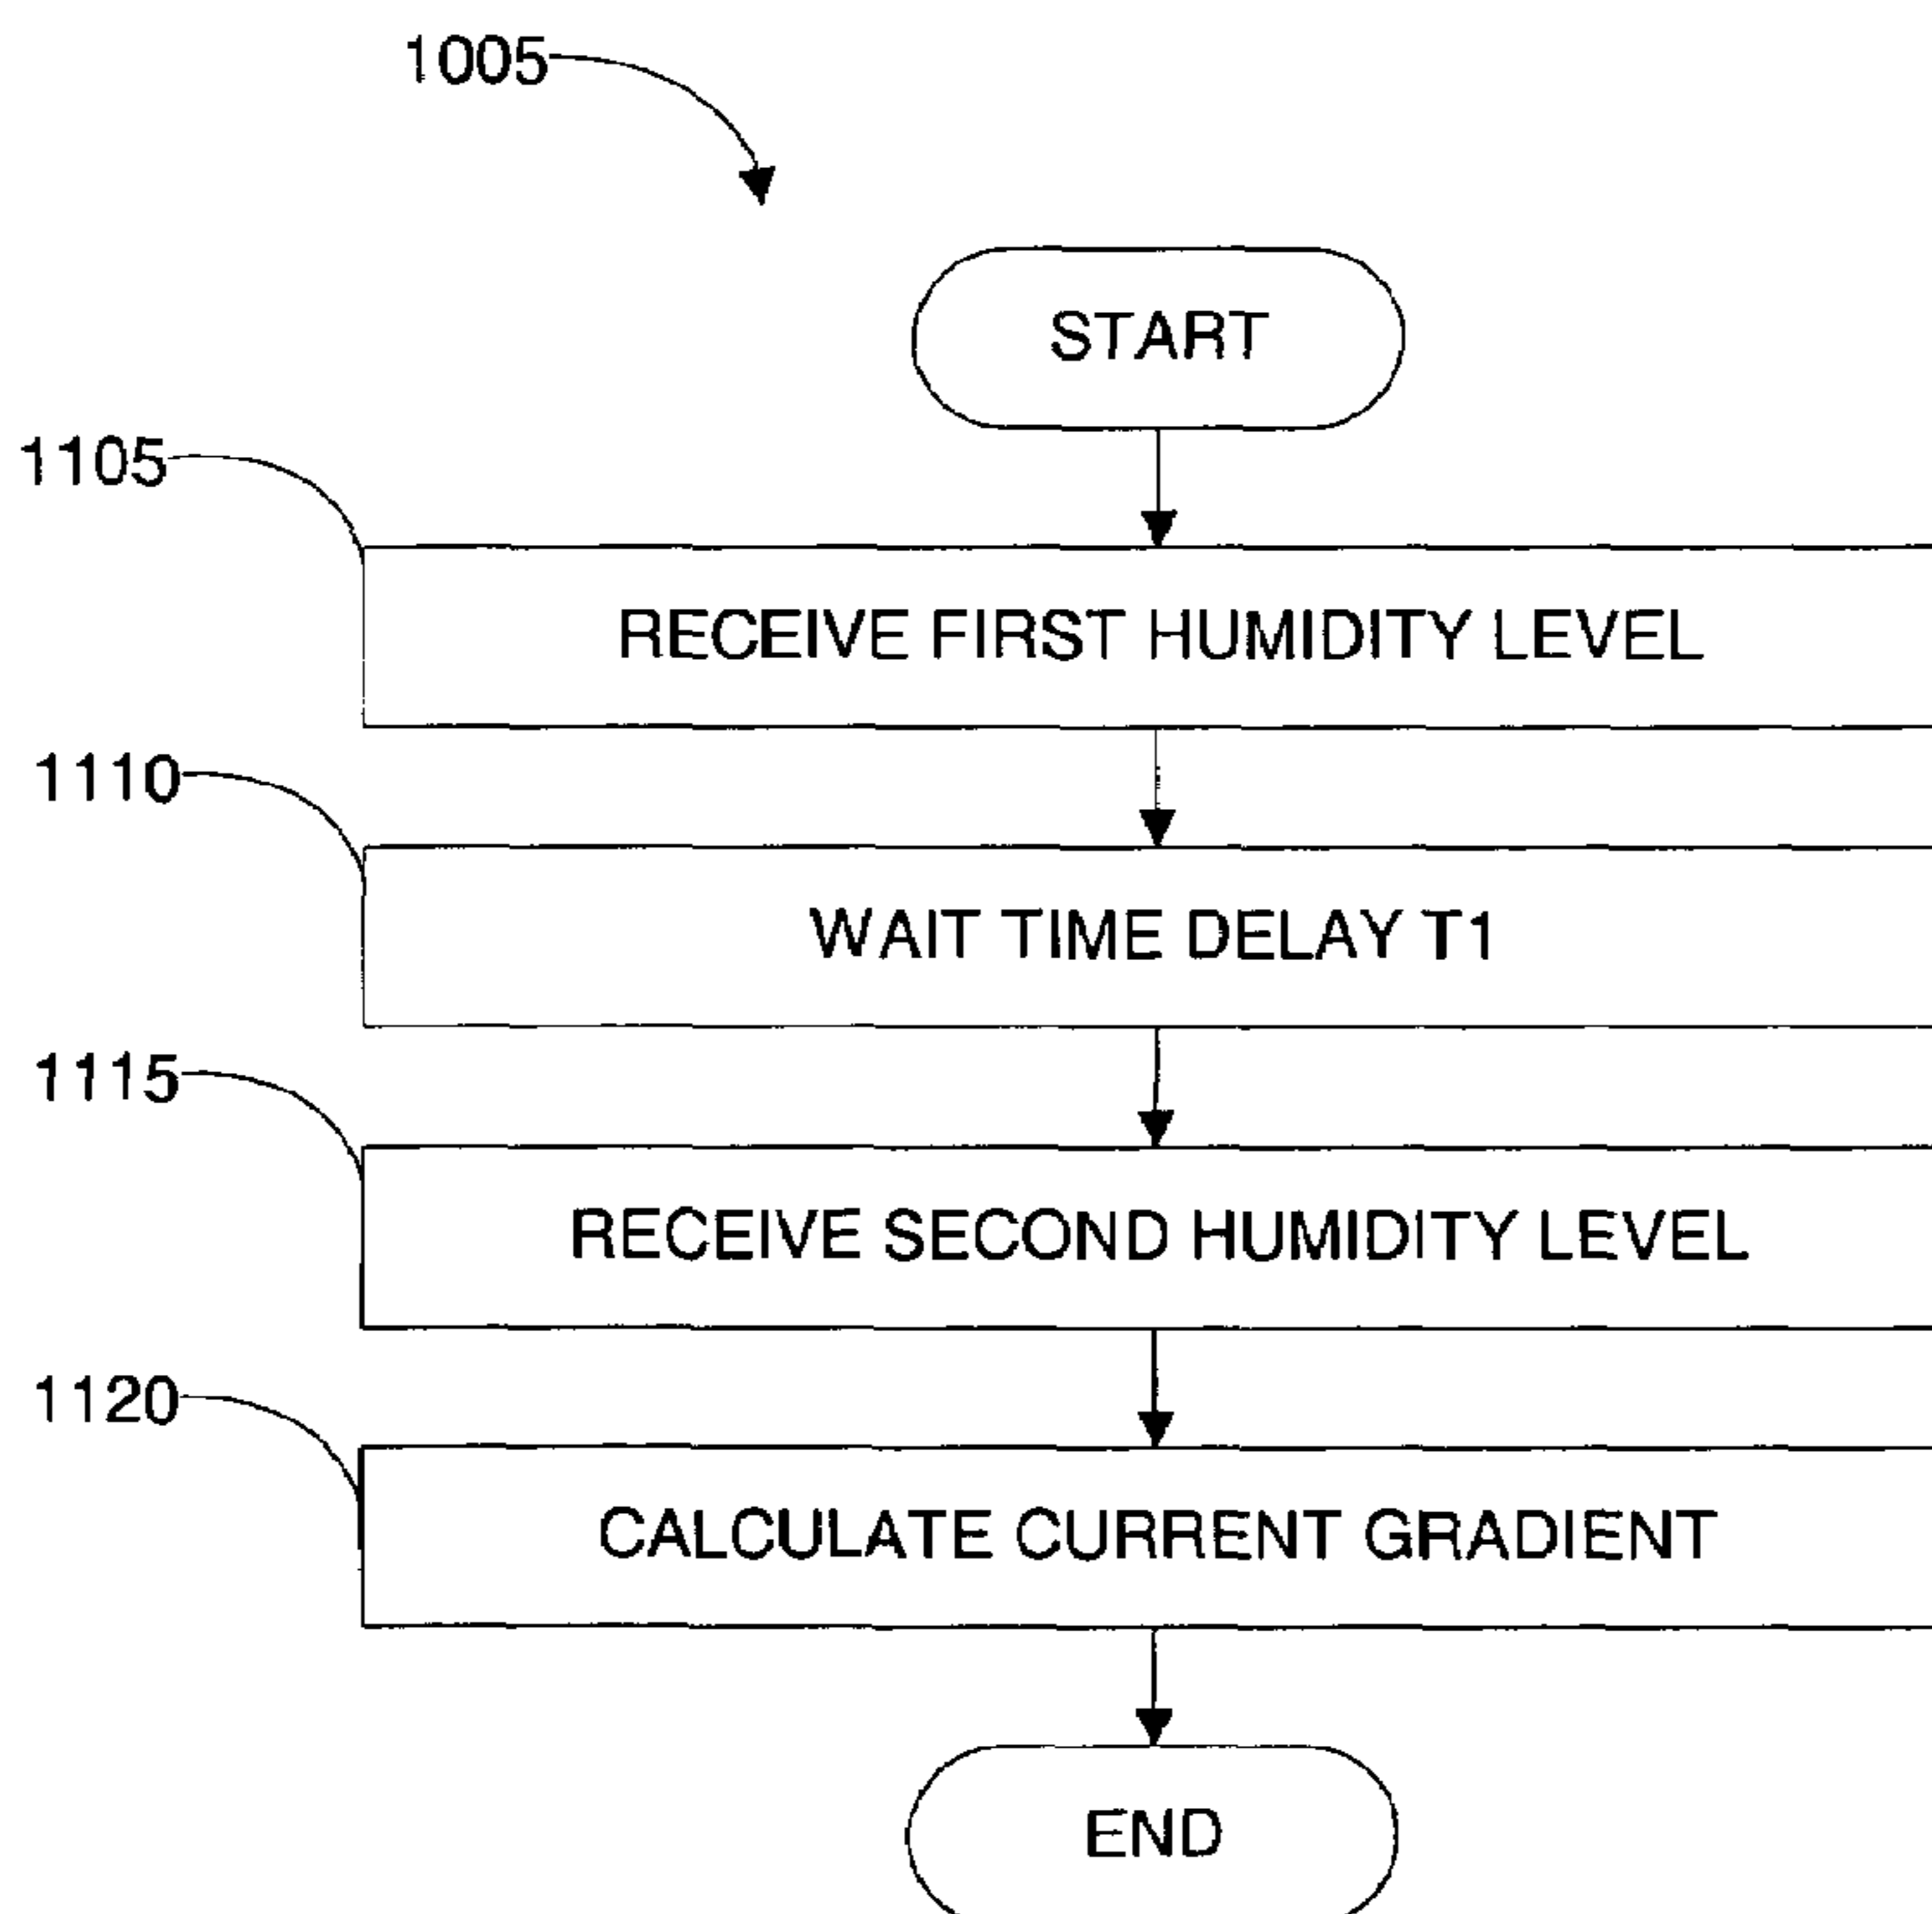 1005
START
1105
RECEIVE FIRST HUMIDITY LEVEL
1110
WAIT TIME DELAY T1
1115
RECEIVE SECOND HUMIDITY LEVEL
1120
CALCULATE CURRENT GRADIENT
END